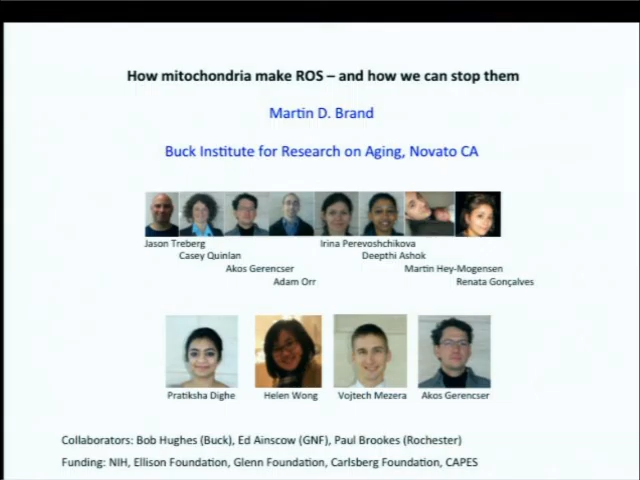 How mitochondria make ROS – and how we can stop them
Martin D. Brand
Buck Institute for Research on Aging, Novato CA
Jason Treberg
Casey Quinlan
Akos Gerencser
Adam Orr
Irina Perevoshchikova
Deepthi Ashok
Martin Hey-Mogensen
Renata Gonçalves
Pratiksha Dighe
Helen Wong
Vojtech Mezera
Akos Gerencser
Collaborators: Bob Hughes (Buck), Ed Ainscow (GNF), Paul Brookes (Rochester)
Funding: NIH, Ellison Foundation, Glenn Foundation, Carlsberg Foundation, CAPES